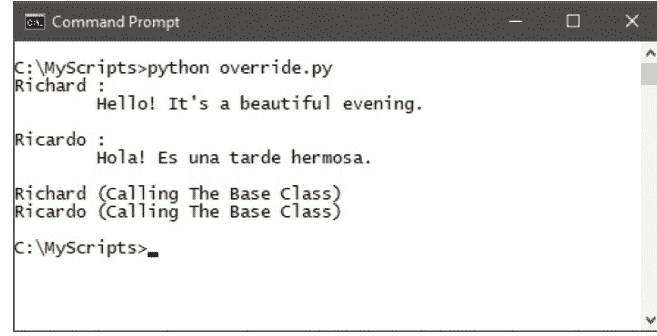 Command Prompt
C:\MyScripts>python override.py
Richard :
Hello! It's a beautiful evening.
Ricardo :
Hola! Es una tarde hermosa.
Richard (Calling The Base Class)
Ricardo (Calling The Base Class)
C:\MyScripts>